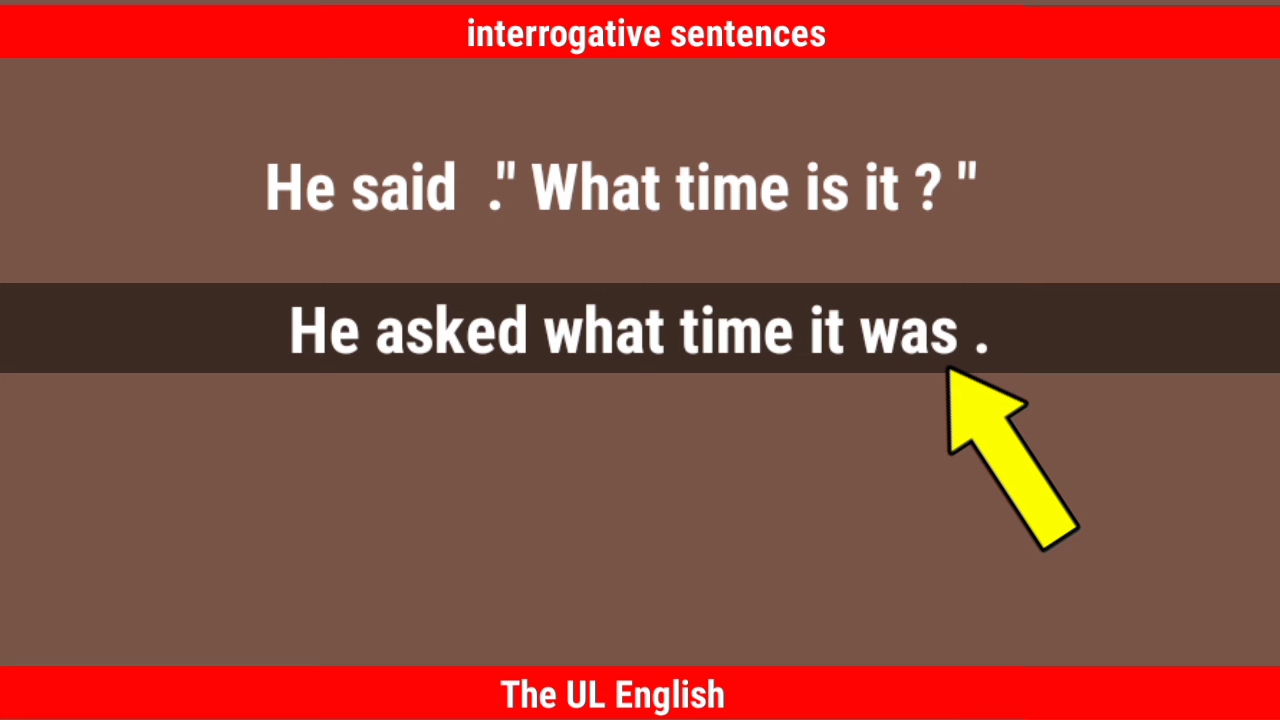 interrogative sentences
He said ." What time is it ? "
He asked what time it was .
The UL English